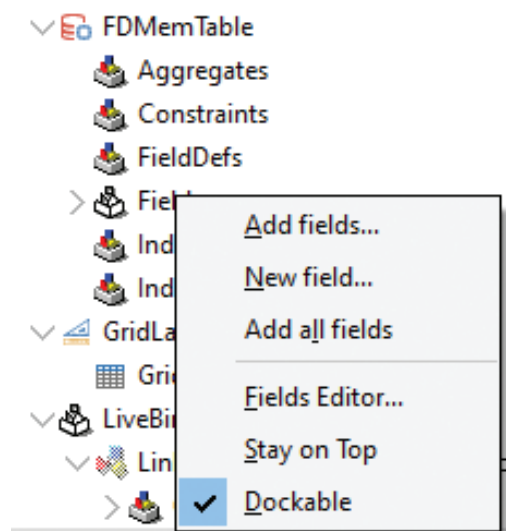 FDMemTable
Aggregates
Constraints
FieldDefs
Add fields...
New field...
Add all fields
Fields Editor...
Stay on Top
Dockable